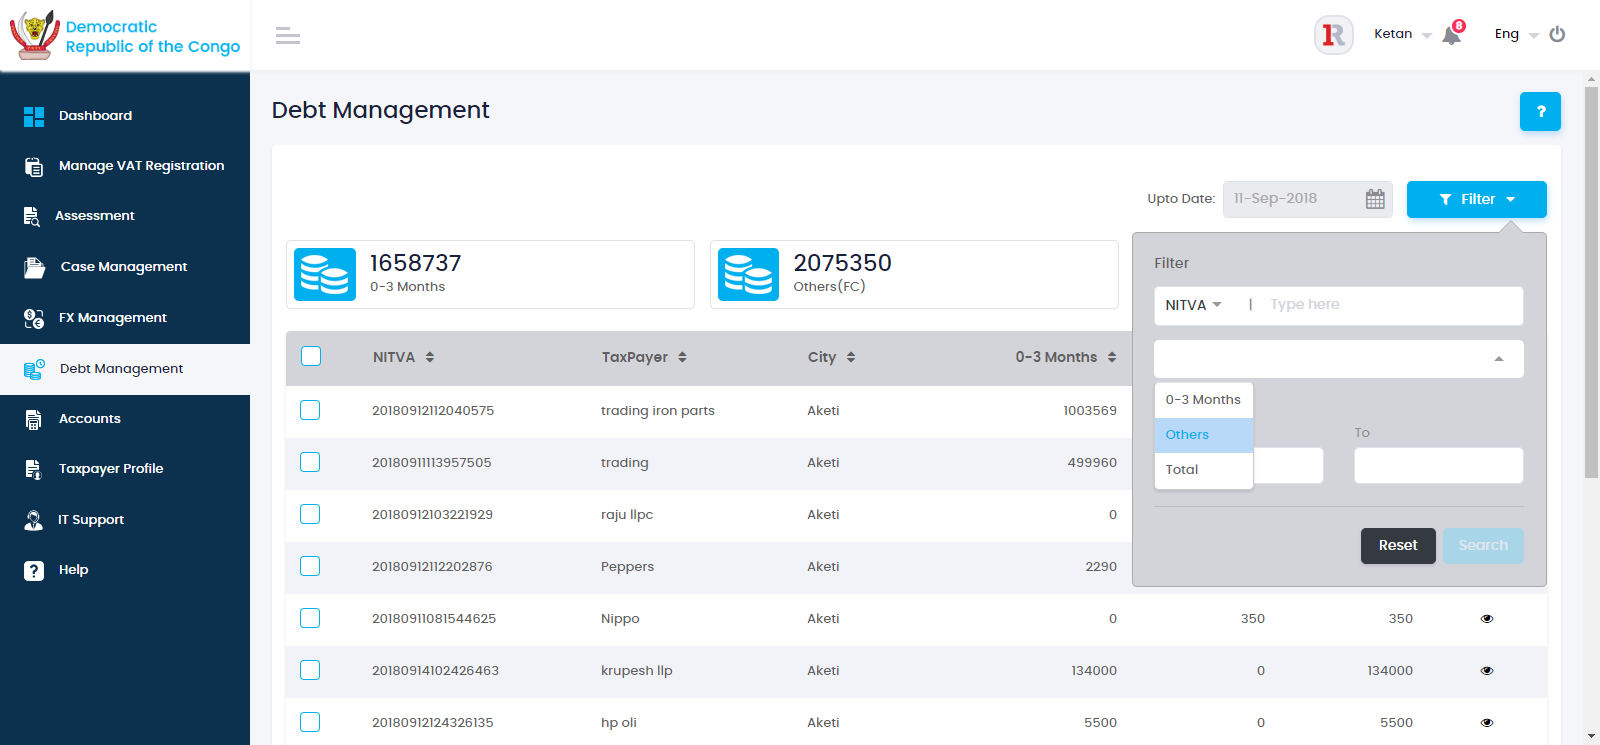 Democratic
Republic of the Congo
Ketan
8
Eng
Dashboard
Manage VAT Registration
Assessment
Case Management
FX Management
Debt Management
Accounts
Taxpayer Profile
IT Support
Help
Debt Management
?
Upto Date: 11-Sep-2018
Filter
1658737
0-3 Months
2075350
Others(FC)
Filter
NITVA | Type here
0-3 Months
Others
Total
To
Reset Search
NITVA TaxPayer City 0-3 Months
20180912112040575 trading iron parts Aketi 1003569
20180911113957505 trading Aketi 499960
20180912103221929 raju llpc Aketi 0
20180912112202876 Peppers Aketi 2290
20180911081544625 Nippo Aketi 0 350 350
20180914102426463 krupesh llp Aketi 134000 0 134000
20180912124326135 hp oli Aketi 5500 0 5500